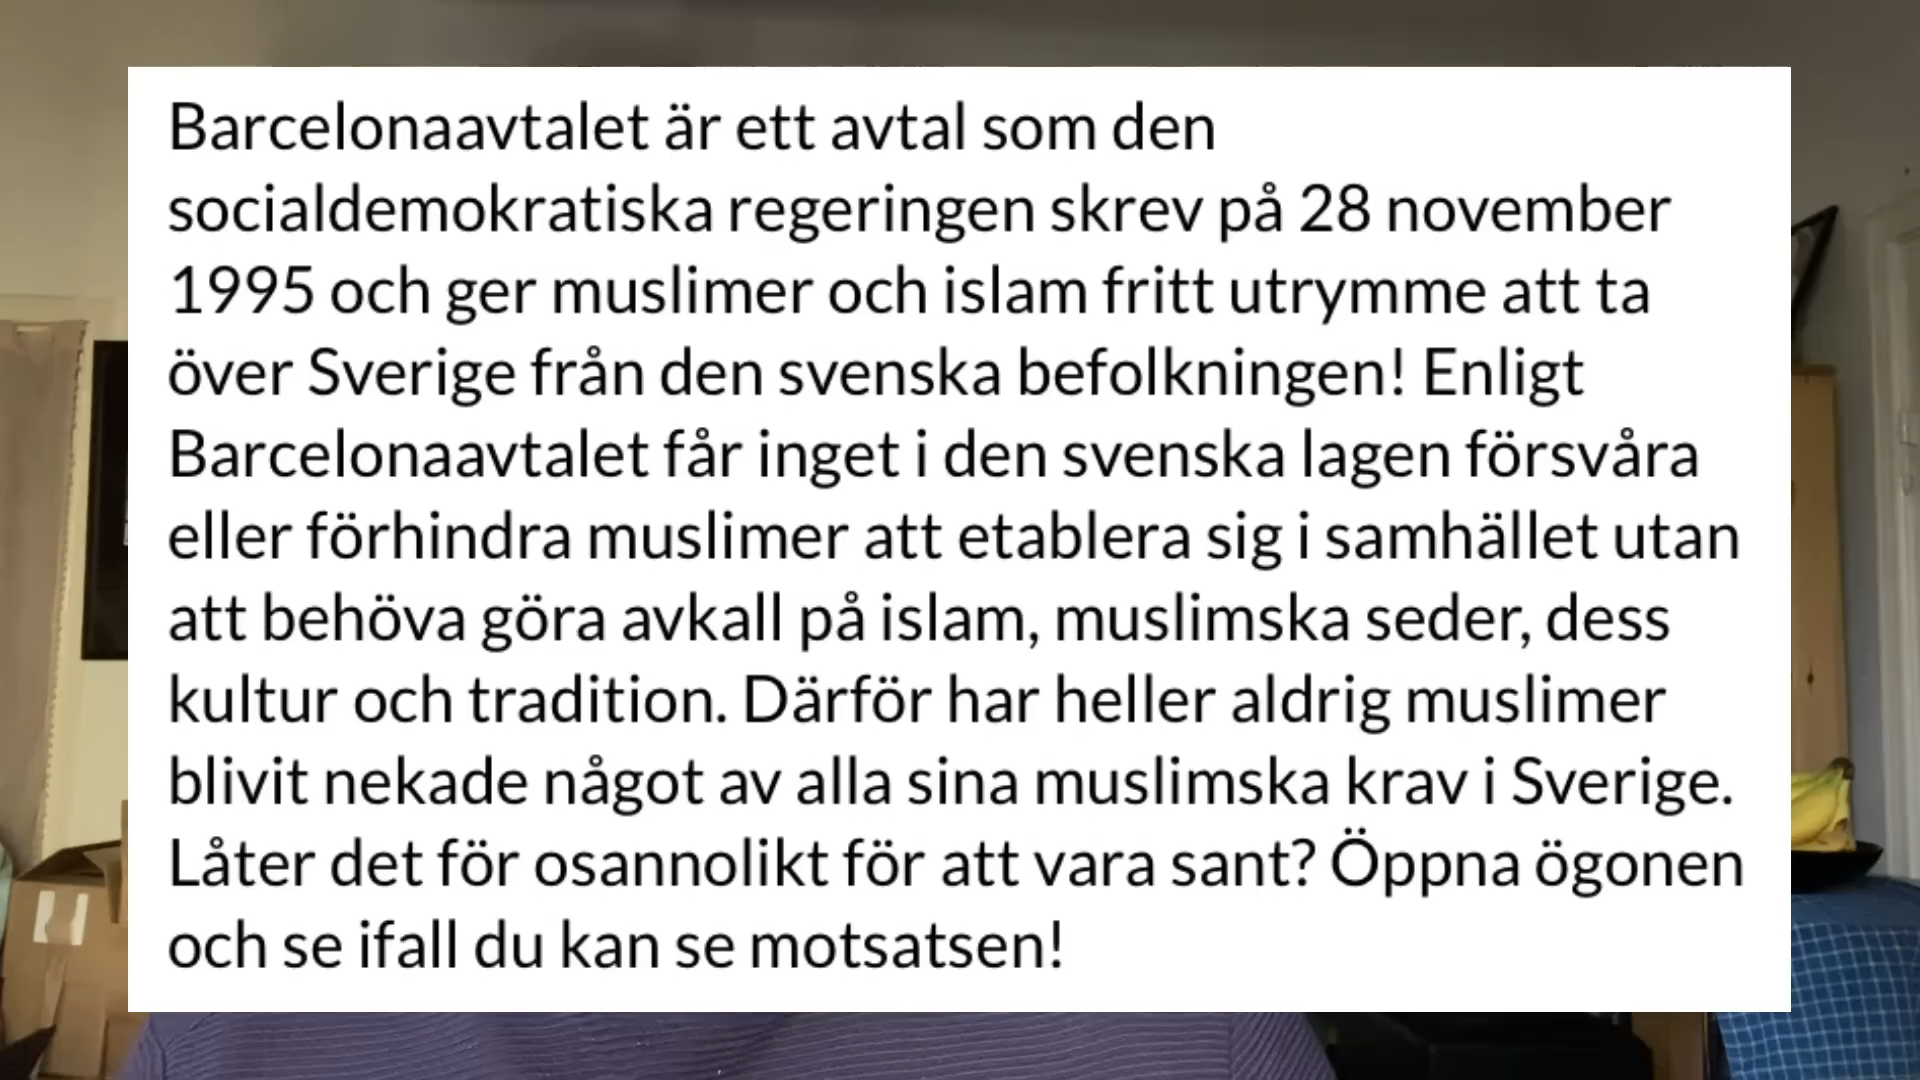 Barcelonaavtalet är ett avtal som den
socialdemokratiska regeringen skrev på 28 november
1995 och ger muslimer och islam fritt utrymme att ta
över Sverige från den svenska befolkningen! Enligt
Barcelonaavtalet får inget i den svenska lagen försvåra
eller förhindra muslimer att etablera sig i samhället utan
att behöva göra avkall på islam, muslimska seder, dess
kultur och tradition. Därför har heller aldrig muslimer
blivit nekade något av alla sina muslimska krav i Sverige.
Låter det för osannolikt för att vara sant? Öppna ögonen
och se ifall du kan se motsatsen!